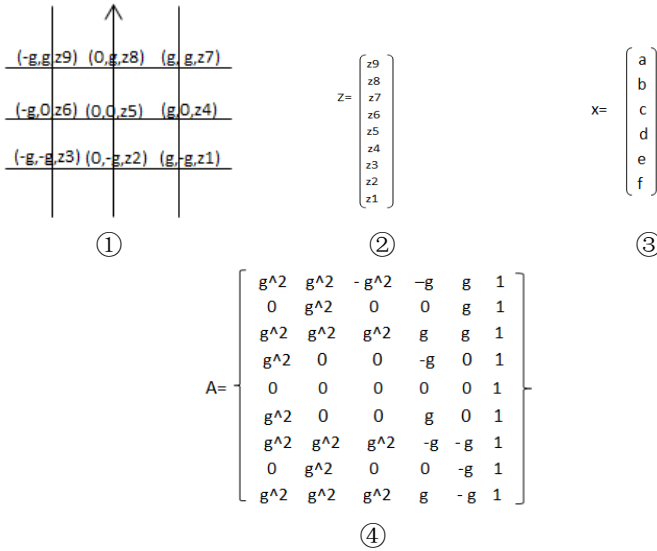 (-g,g,z9) (0,g,z8) (g, g,z7)
(-g,0,z6) (0,0,z5) (g,0,z4)
(-g,-g,z3) (0,-g,z2) (g,-g,z1)
①
Z=
z9
z8
z7
z6
z5
z4
z3
z2
z1
②
x=
a
b
c
d
e
f
③
A=
g^2 g^2 - g^2 –g g 1
0 g^2 0 0 g 1
g^2 g^2 g^2 g g 1
g^2 0 0 -g 0 1
0 0 0 0 0 1
g^2 0 0 g 0 1
g^2 g^2 g^2 -g - g 1
0 g^2 0 0 -g 1
g^2 g^2 g^2 g - g 1
④